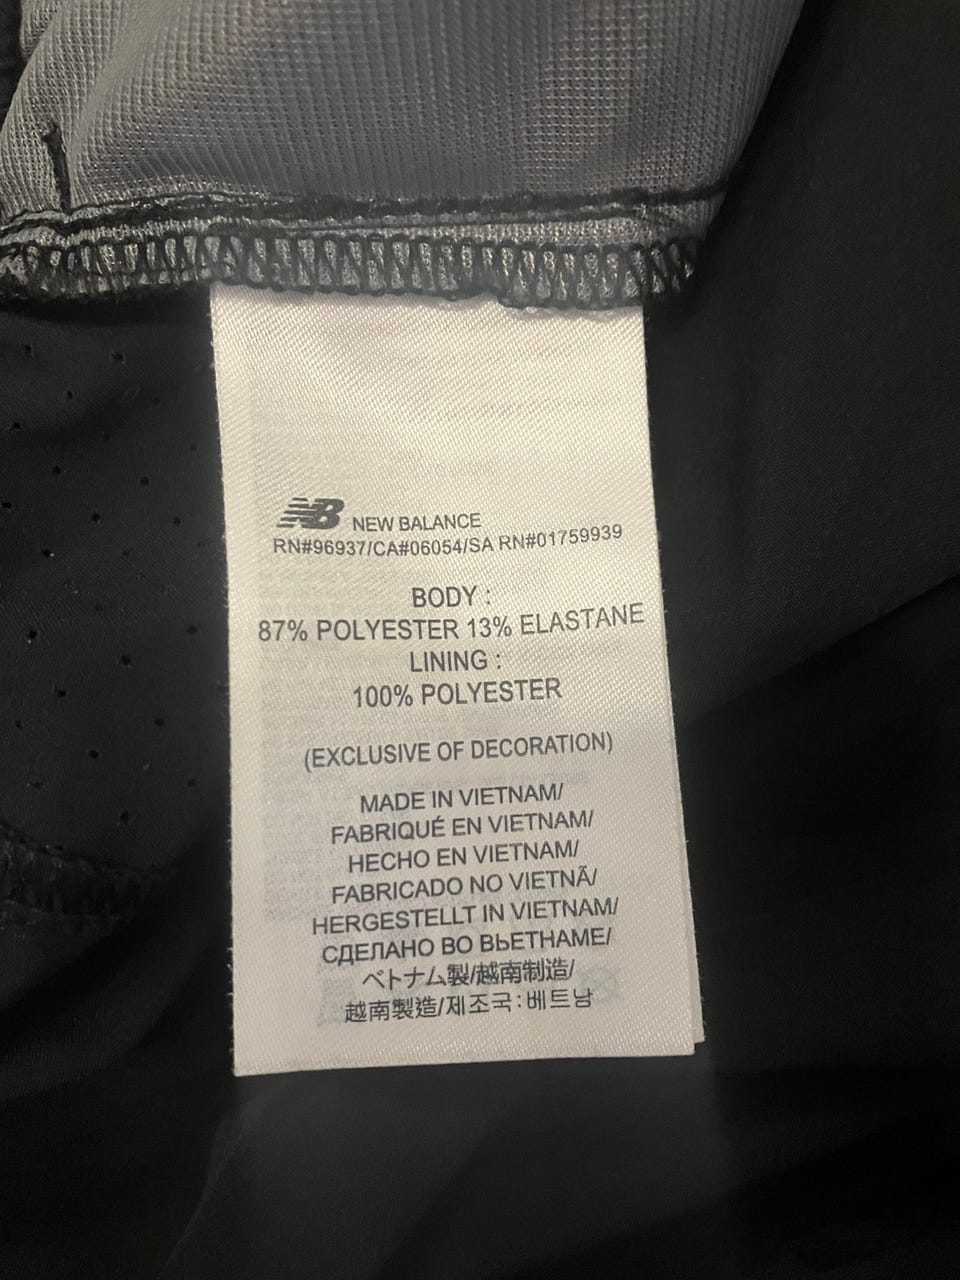 NB NEW BALANCE
RN#96937/CA#06054/SA RN#01759939
BODY :
87% POLYESTER 13% ELASTANE
LINING :
100% POLYESTER
(EXCLUSIVE OF DECORATION)
MADE IN VIETNAM/
FABRIQUÉ EN VIETNAM/
HECHO EN VIETNAM/
FABRICADO NO VIETNÃ/
HERGESTELLT IN VIETNAM/
СДЕЛАНО ВО ВЬЕТНАМЕ/
ベトナム製/越南制造/
越南製造/제조국:베트남